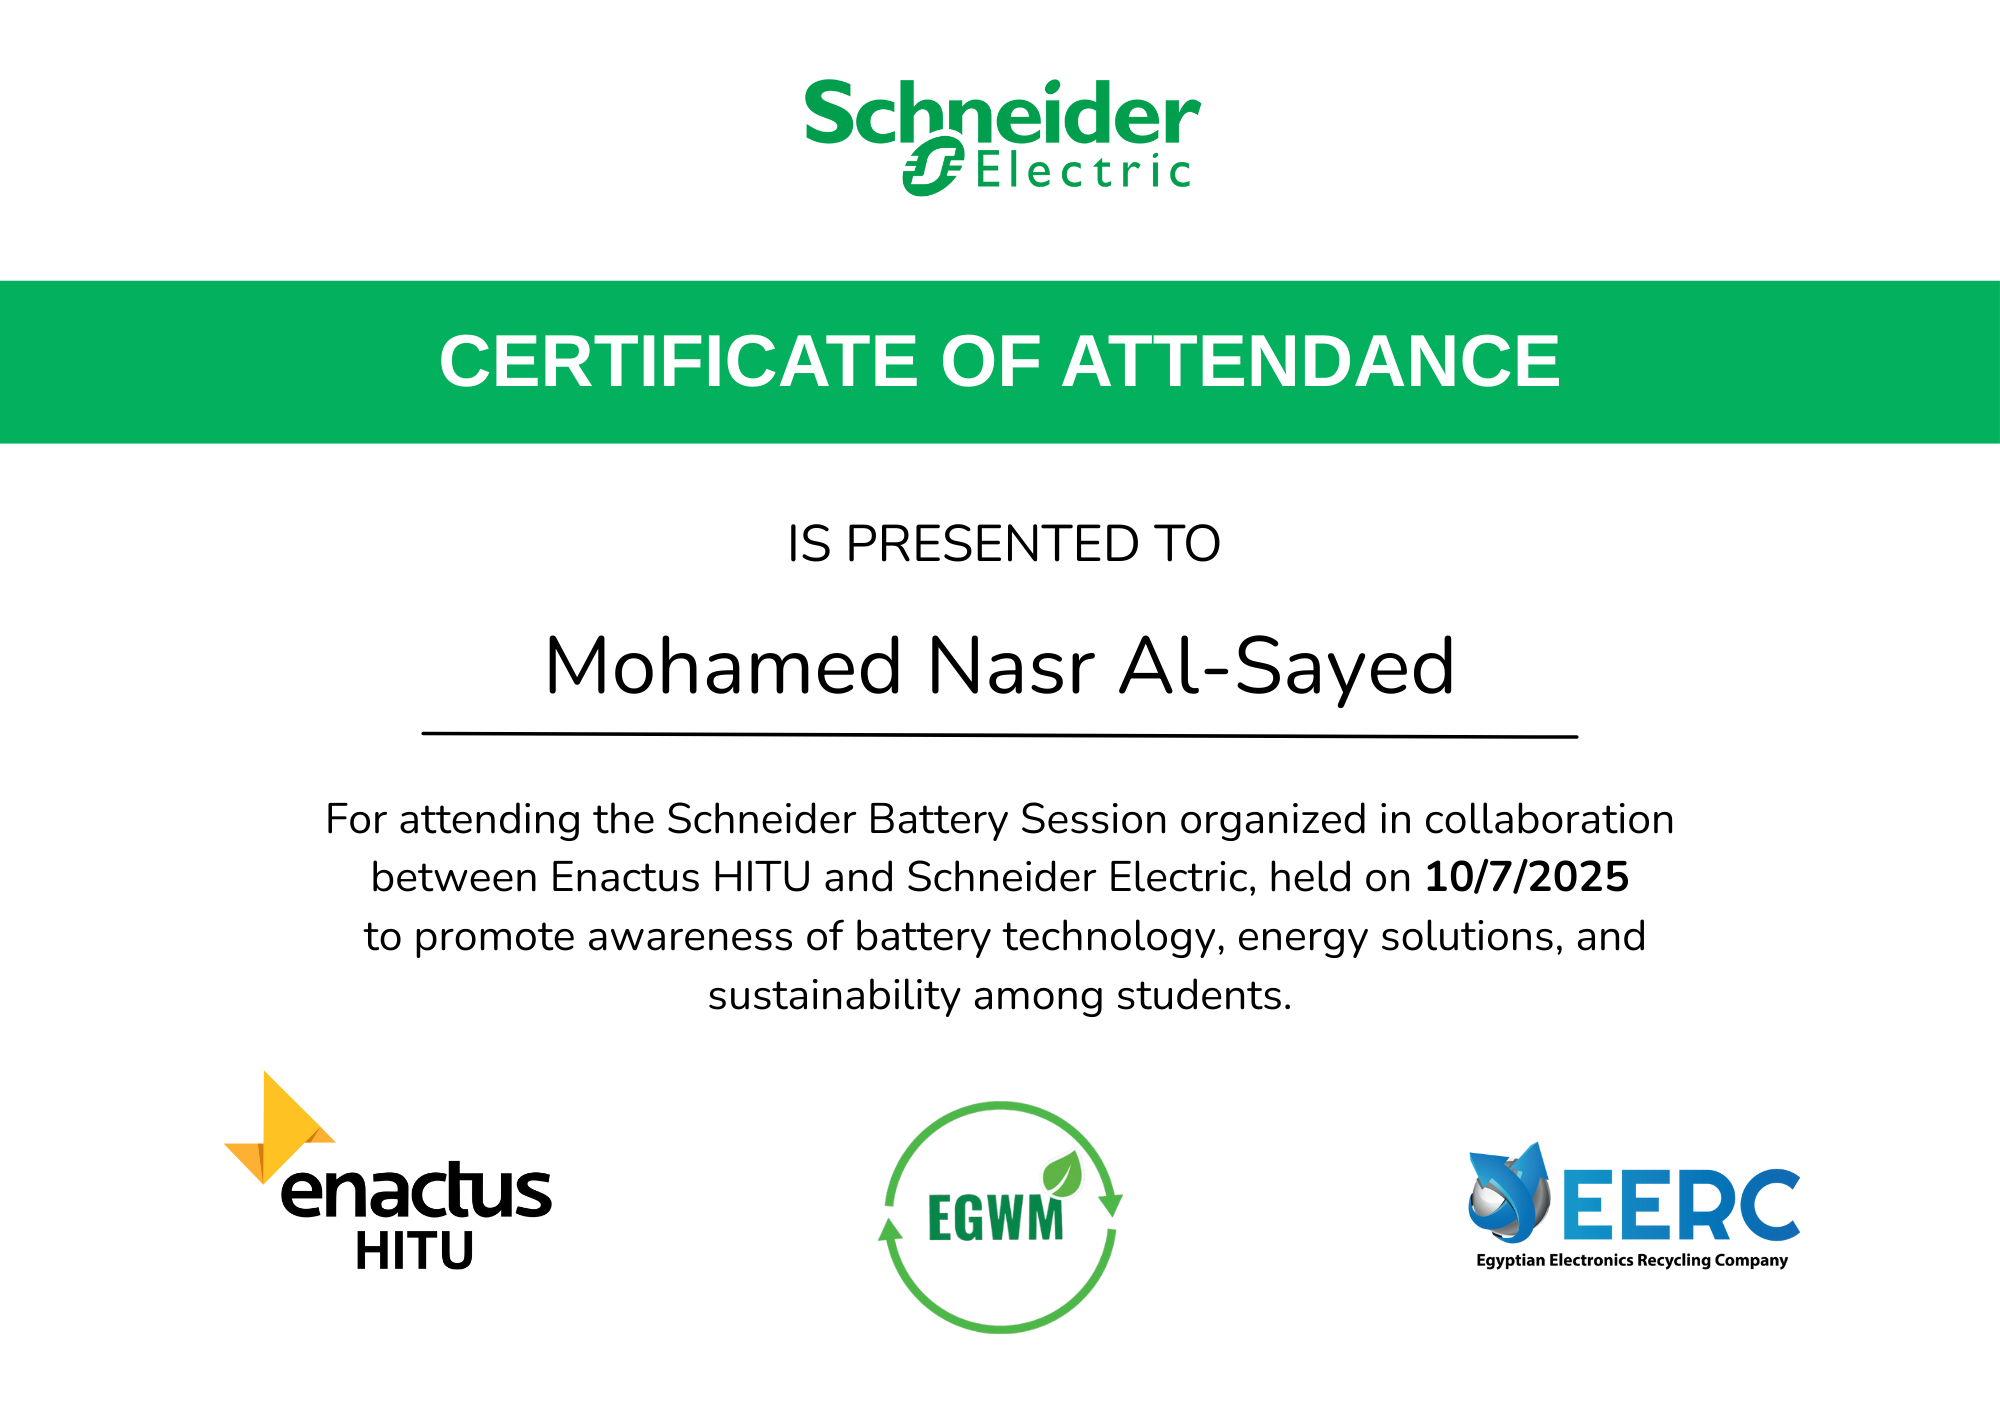 Schneider
Electric
CERTIFICATE OF ATTENDANCE
IS PRESENTED TO
Mohamed Nasr Al-Sayed
For attending the Schneider Battery Session organized in collaboration
between Enactus HITU and Schneider Electric, held on 10/7/2025
to promote awareness of battery technology, energy solutions, and
sustainability among students.
enactus
HITU
EGWM
EERC
Egyptian Electronics Recycling Company